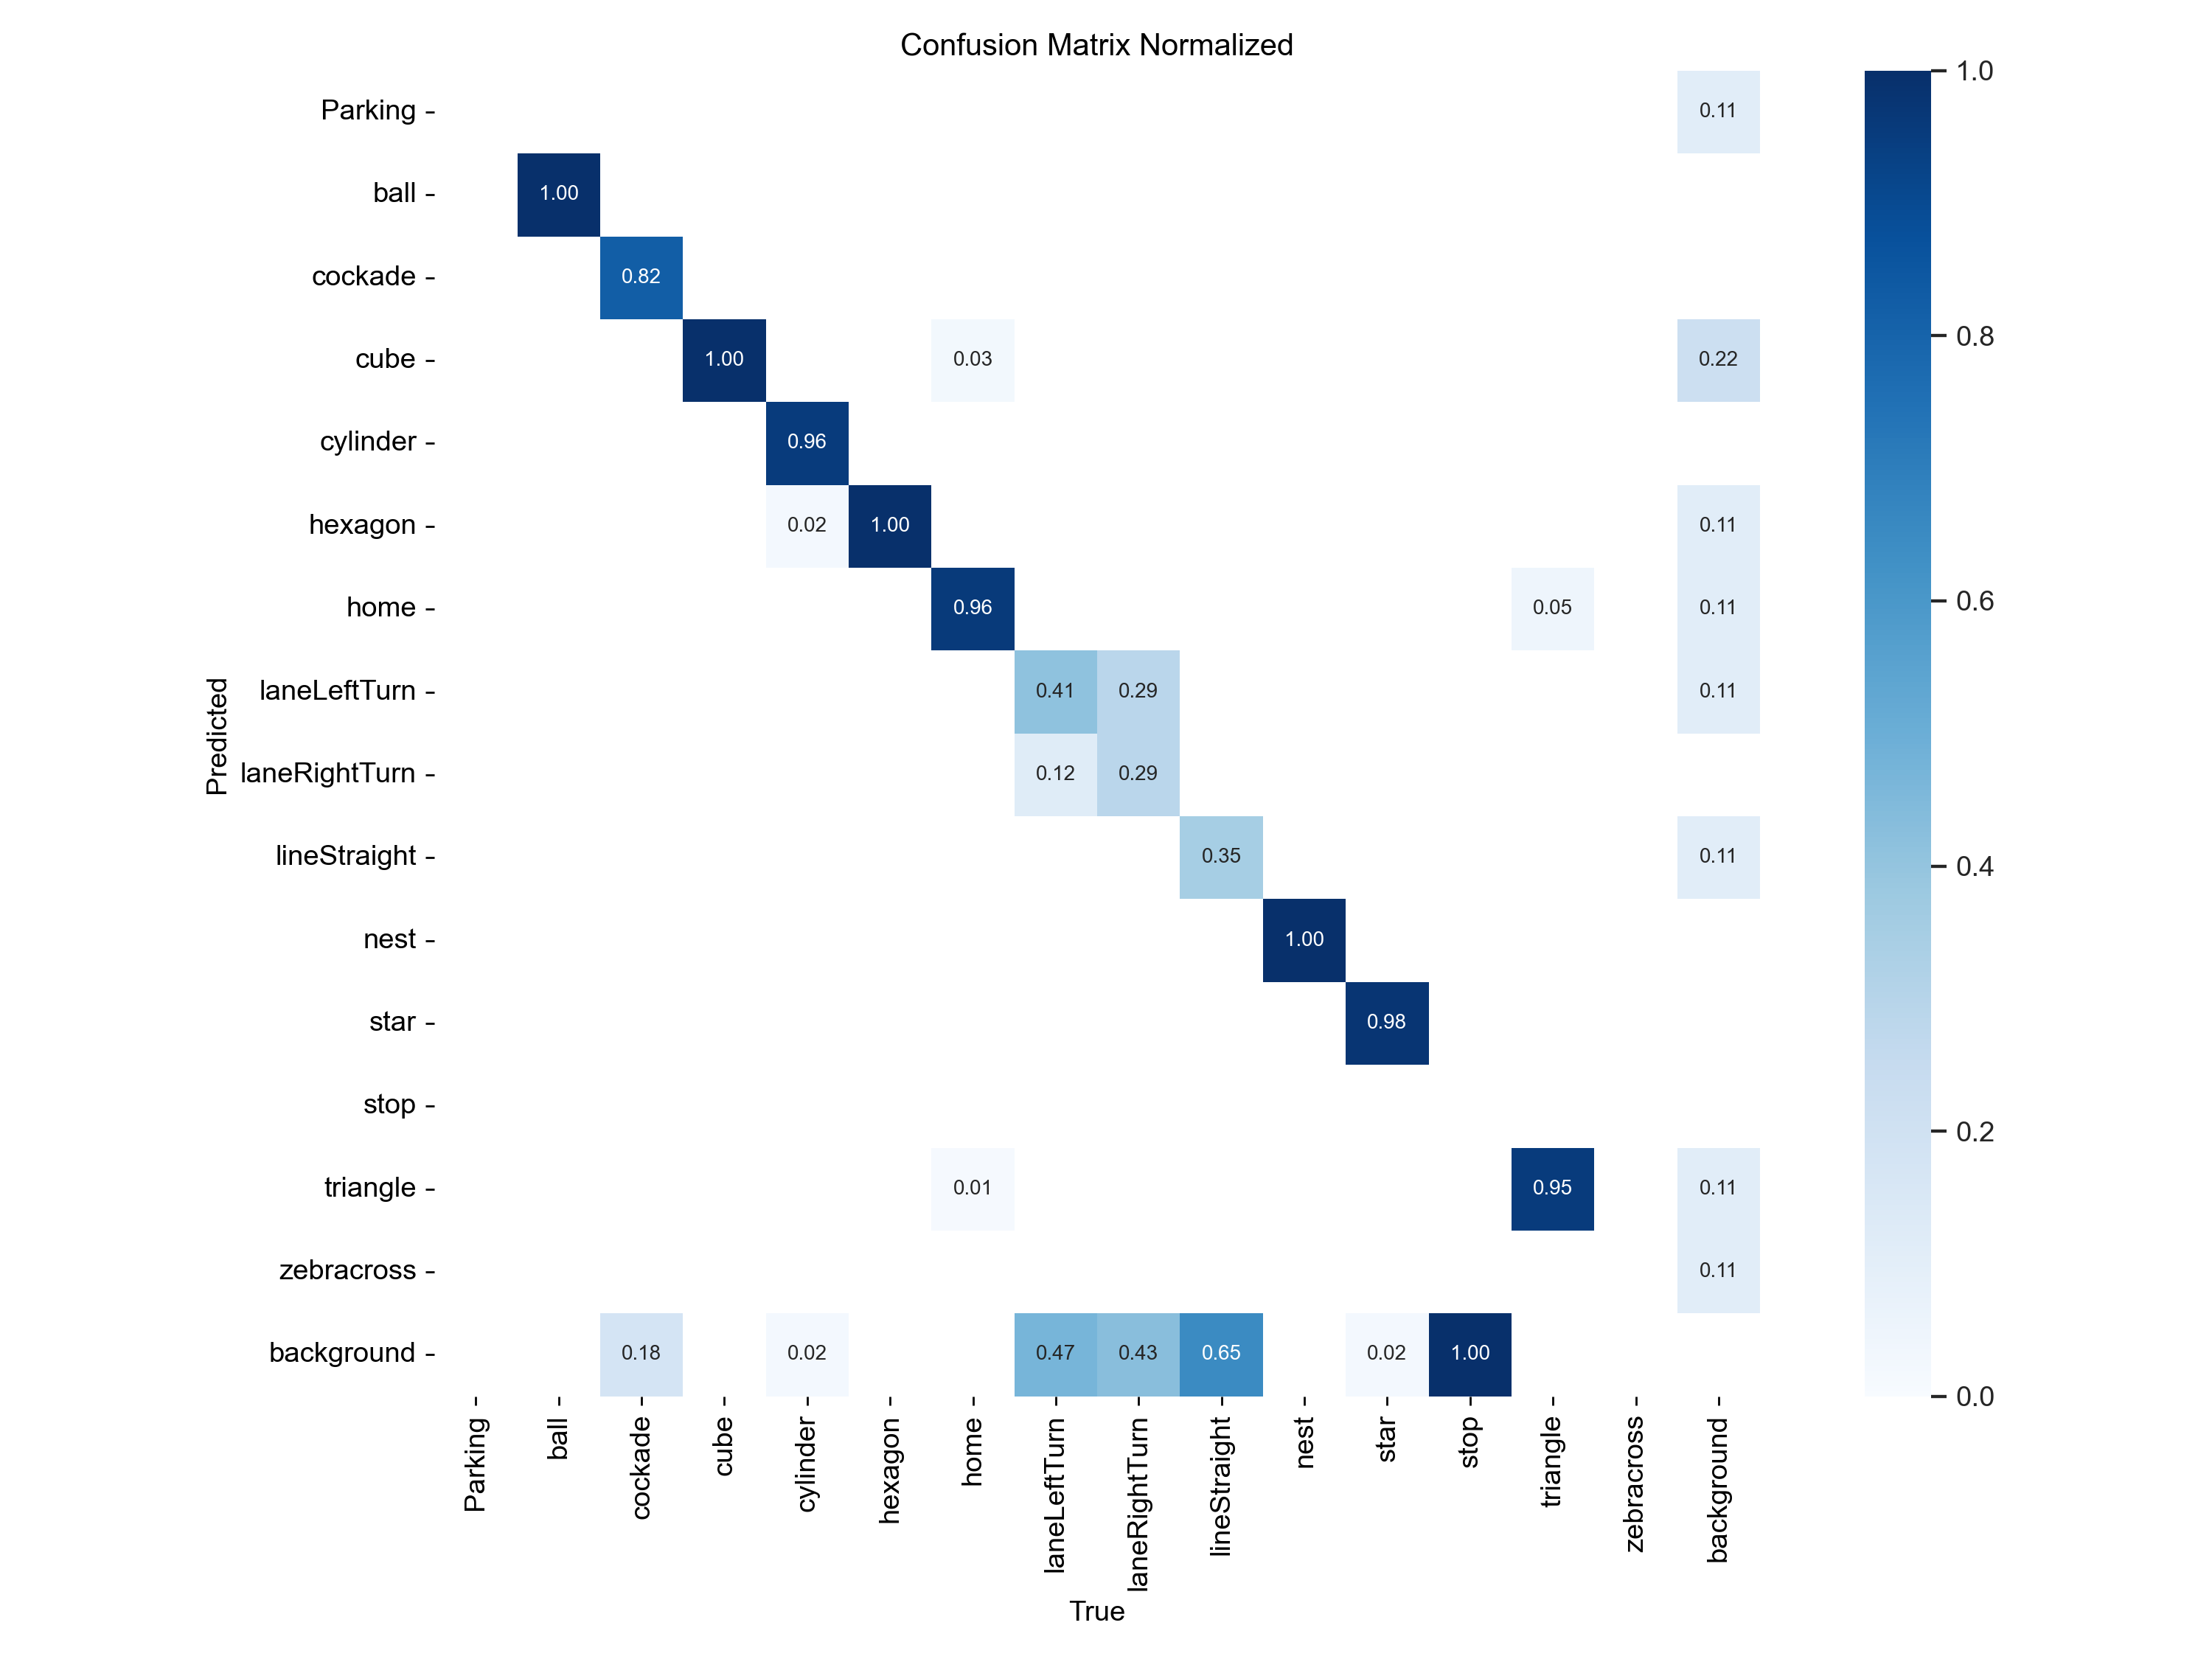 Confusion Matrix Normalized
Parking 0.11
ball 1.00
cockade 0.82
cube 1.00 0.03 0.22
cylinder 0.96
hexagon 0.02 1.00 0.11
home 0.96 0.05 0.11
laneLeftTurn 0.41 0.29 0.11
laneRightTurn 0.12 0.29
lineStraight 0.35 0.11
nest 1.00
star 0.98
stop
triangle 0.01 0.95 0.11
zebracross 0.11
background 0.18 0.02 0.47 0.43 0.65 0.02 1.00
Predicted
Parking
ball
cockade
cube
cylinder
hexagon
home
laneLeftTurn
laneRightTurn
lineStraight
nest
star
stop
triangle
zebracross
background
True
1.0
0.8
0.6
0.4
0.2
0.0